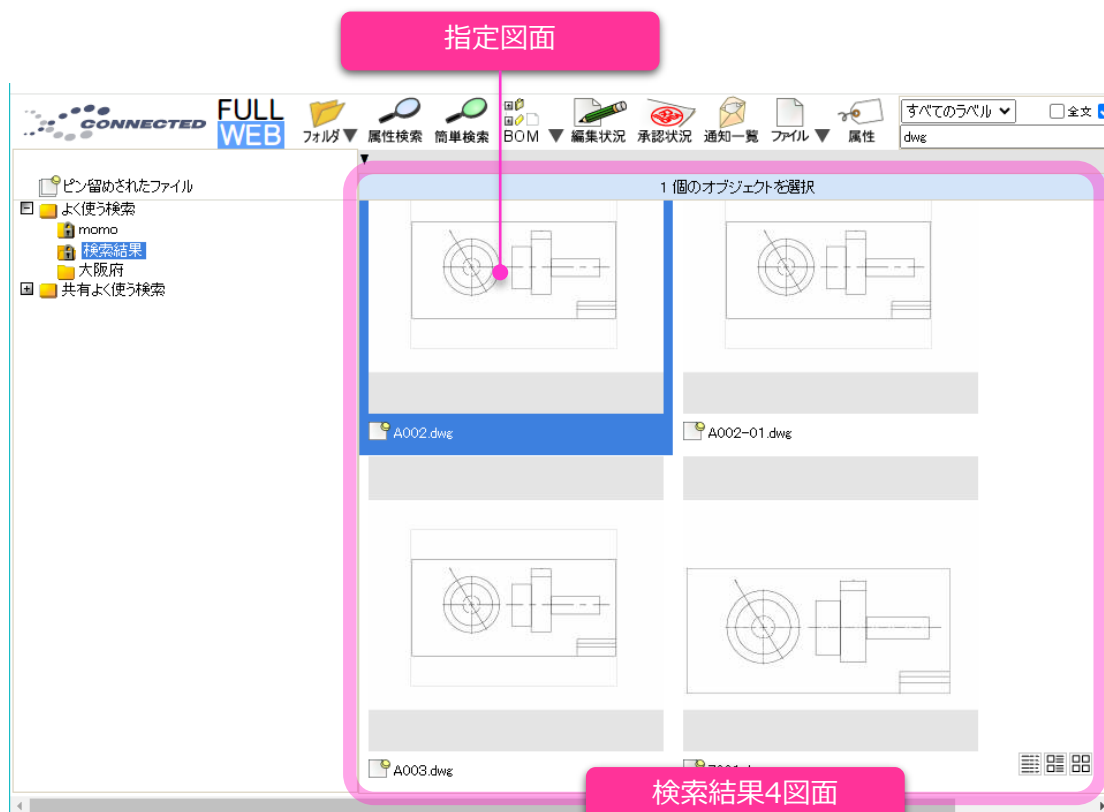 指定図面
CONNECTED
FULL
WEB
フォルダ▼ 属性検索 簡単検索 BOM ▼ 編集状況 承認状況 通知一覧 ファイル ▼ 属性
すべてのラベル
全文
dwg
ピン留めされたファイル
よく使う検索
momo
検索結果
大阪府
共有よく使う検索
1 個のオブジェクトを選択
A002.dwg
A002-01.dwg
A003.dwg
検索結果4図面